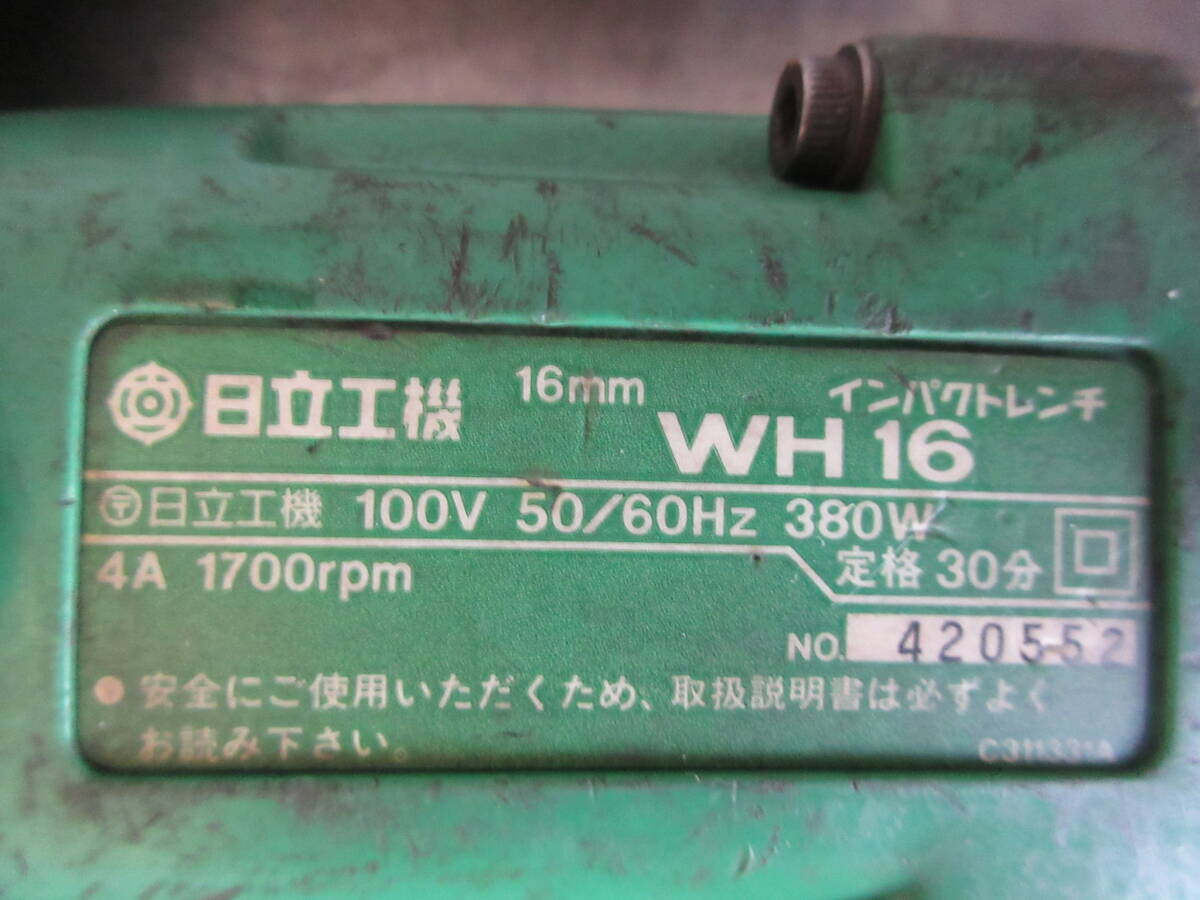 日立工機 16mm インパクトレンチ
WH 16
〶日立工機 100V 50/60Hz 380W
4A 1700rpm 定格 30分
NO. 420552
● 安全にご使用いただくため、取扱説明書は必ずよく
お読み下さい。
C311331A